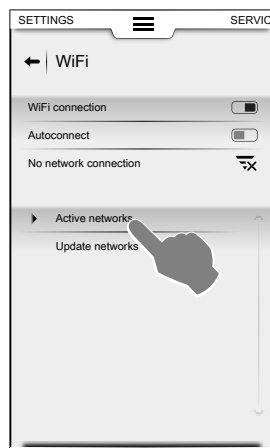 SETTINGS SERVIC
WiFi
WiFi connection
Autoconnect
No network connection
Active networks
Update networks